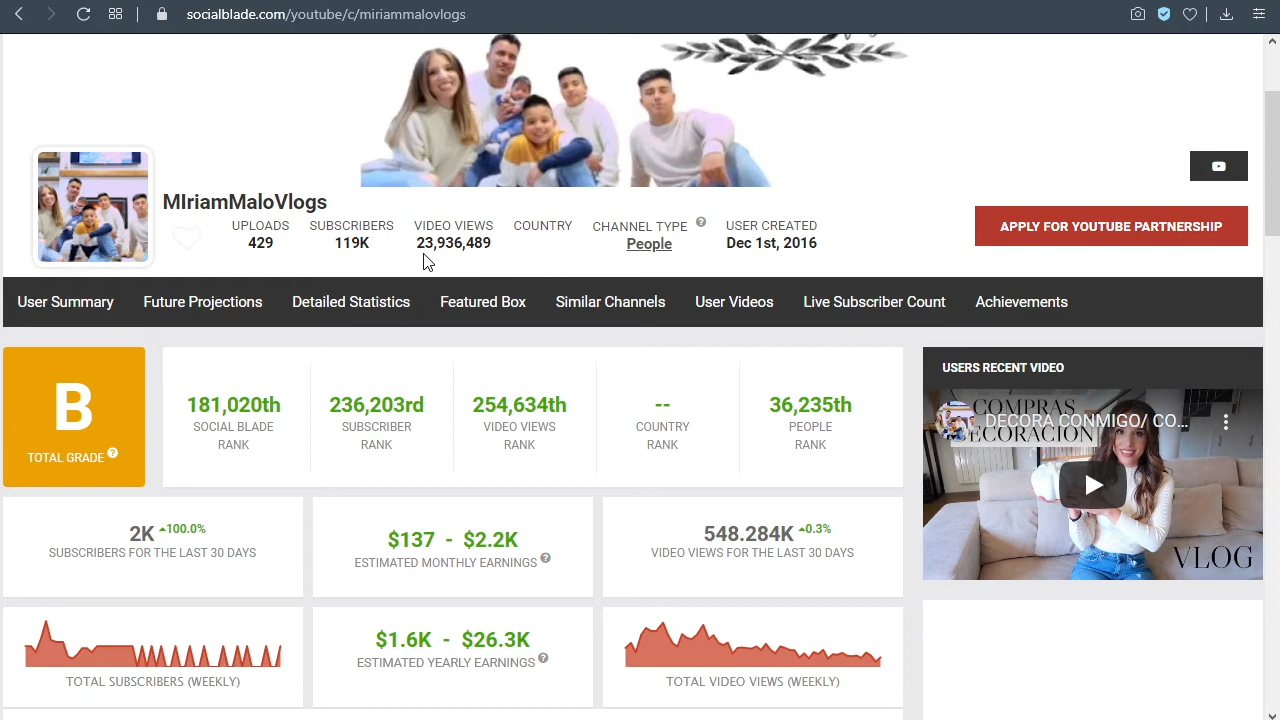 socialblade.com/youtube/c/miriammalovlogs
MIriamMaloVlogs
UPLOADS
429
SUBSCRIBERS
119K
VIDEO VIEWS
23,936,489
COUNTRY
CHANNEL TYPE
People
USER CREATED
Dec 1st, 2016
APPLY FOR YOUTUBE PARTNERSHIP
User Summary
Future Projections
Detailed Statistics
Featured Box
Similar Channels
User Videos
Live Subscriber Count
Achievements
B
TOTAL GRADE
181,020th
SOCIAL BLADE
RANK
236,203rd
SUBSCRIBER
RANK
254,634th
VIDEO VIEWS
RANK
--
COUNTRY
RANK
36,235th
PEOPLE
RANK
USERS RECENT VIDEO
COMPRAS
DECORA CONMIGO/ CO...
ECORACIÓN
VLOG
2K 100.0%
SUBSCRIBERS FOR THE LAST 30 DAYS
$137 - $2.2K
ESTIMATED MONTHLY EARNINGS
548.284K 0.3%
VIDEO VIEWS FOR THE LAST 30 DAYS
TOTAL SUBSCRIBERS (WEEKLY)
$1.6K - $26.3K
ESTIMATED YEARLY EARNINGS
TOTAL VIDEO VIEWS (WEEKLY)